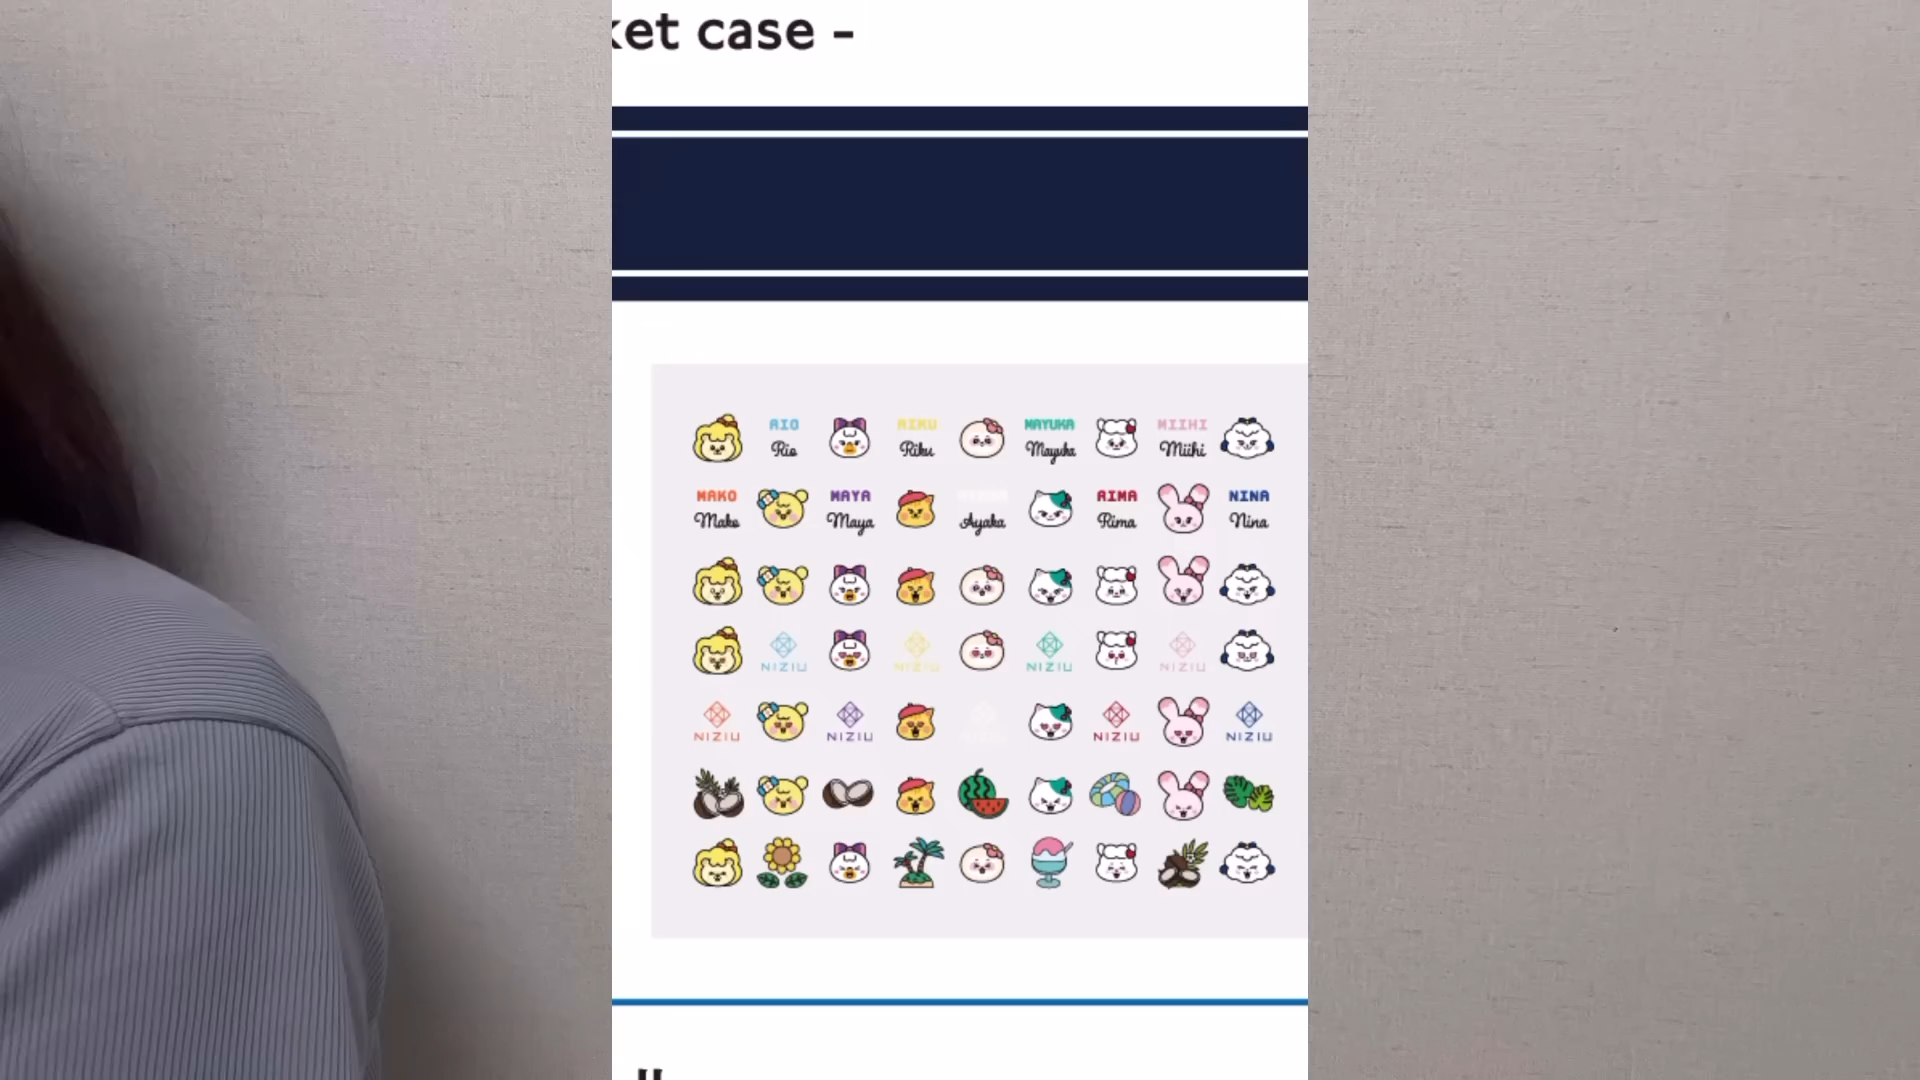 ket case -
RIO RIKU MAYUKA MIIHI
Rio Riku Mayuka Miihi
MAKO MAYA RIMA NINA
Mako Maya Ayaka Rima Nina
NIZIU NIZIU NIZIU NIZIU
NIZIU NIZIU NIZIU NIZIU